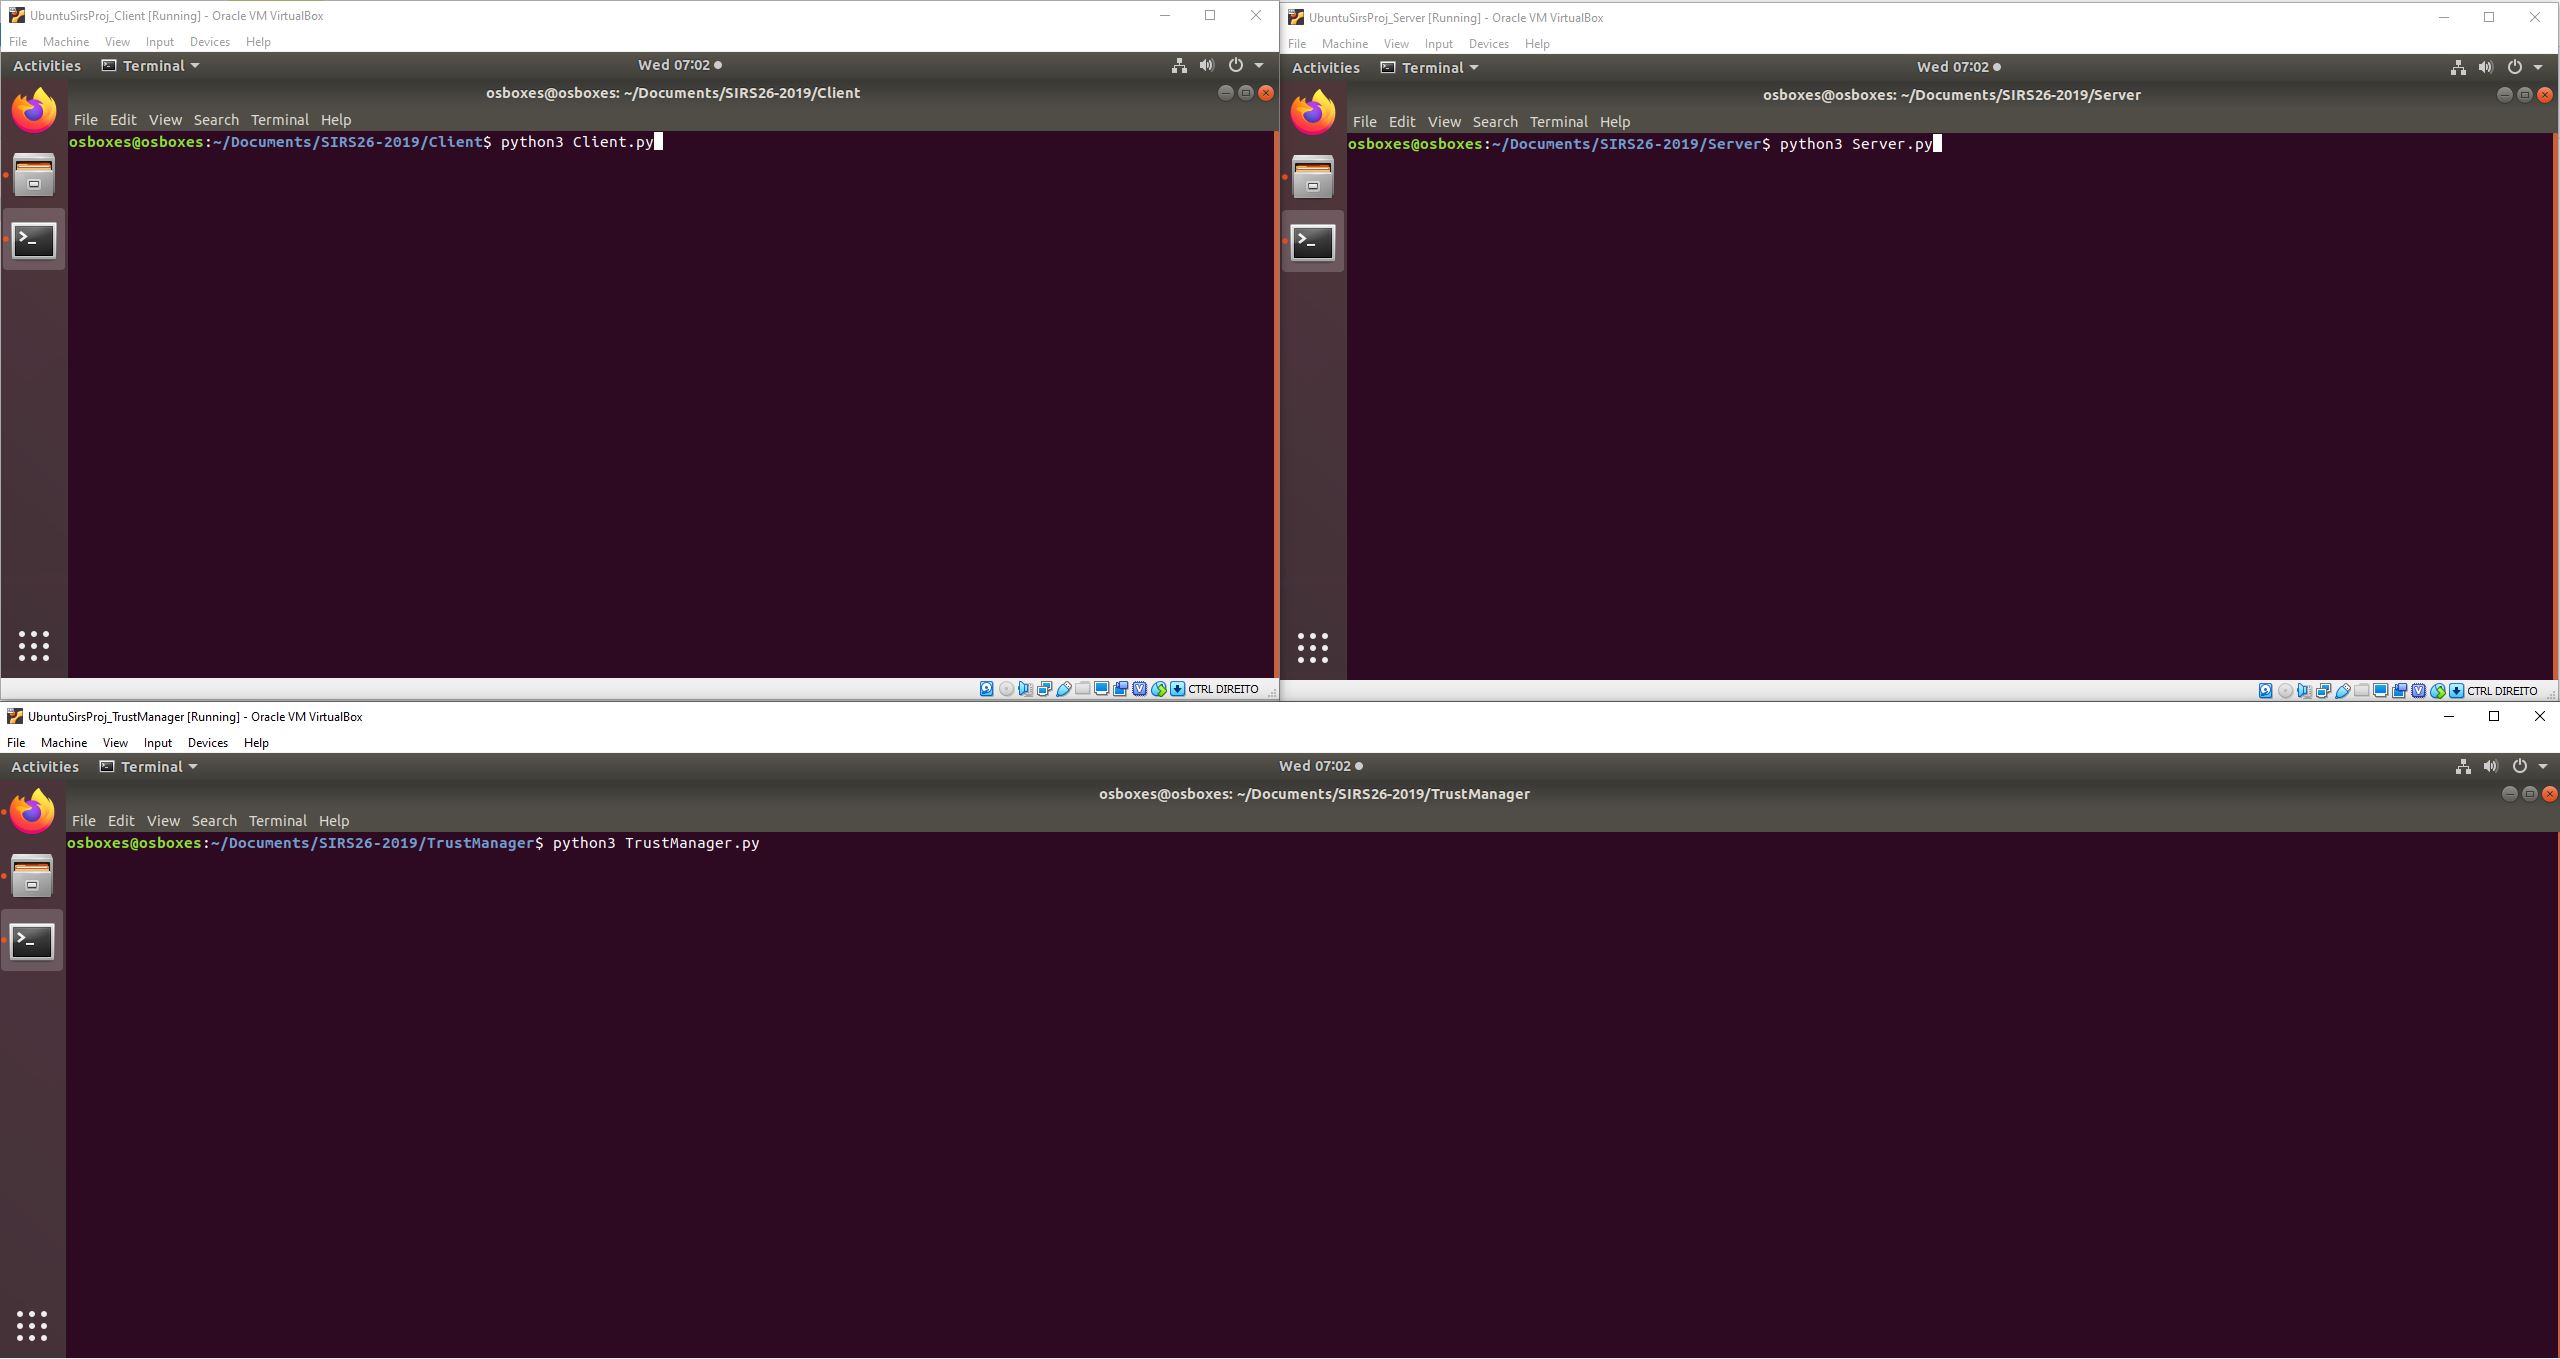 UbuntuSirsProj_Client [Running] - Oracle VM VirtualBox
File Machine View Input Devices Help
Activities Terminal Wed 07:02
osboxes@osboxes: ~/Documents/SIRS26-2019/Client
File Edit View Search Terminal Help
osboxes@osboxes:~/Documents/SIRS26-2019/Client$ python3 Client.py
CTRL DIREITO
UbuntuSirsProj_Server [Running] - Oracle VM VirtualBox
File Machine View Input Devices Help
Activities Terminal Wed 07:02
osboxes@osboxes: ~/Documents/SIRS26-2019/Server
File Edit View Search Terminal Help
osboxes@osboxes:~/Documents/SIRS26-2019/Server$ python3 Server.py
CTRL DIREITO
UbuntuSirsProj_TrustManager [Running] - Oracle VM VirtualBox
File Machine View Input Devices Help
Activities Terminal Wed 07:02
osboxes@osboxes: ~/Documents/SIRS26-2019/TrustManager
File Edit View Search Terminal Help
osboxes@osboxes:~/Documents/SIRS26-2019/TrustManager$ python3 TrustManager.py